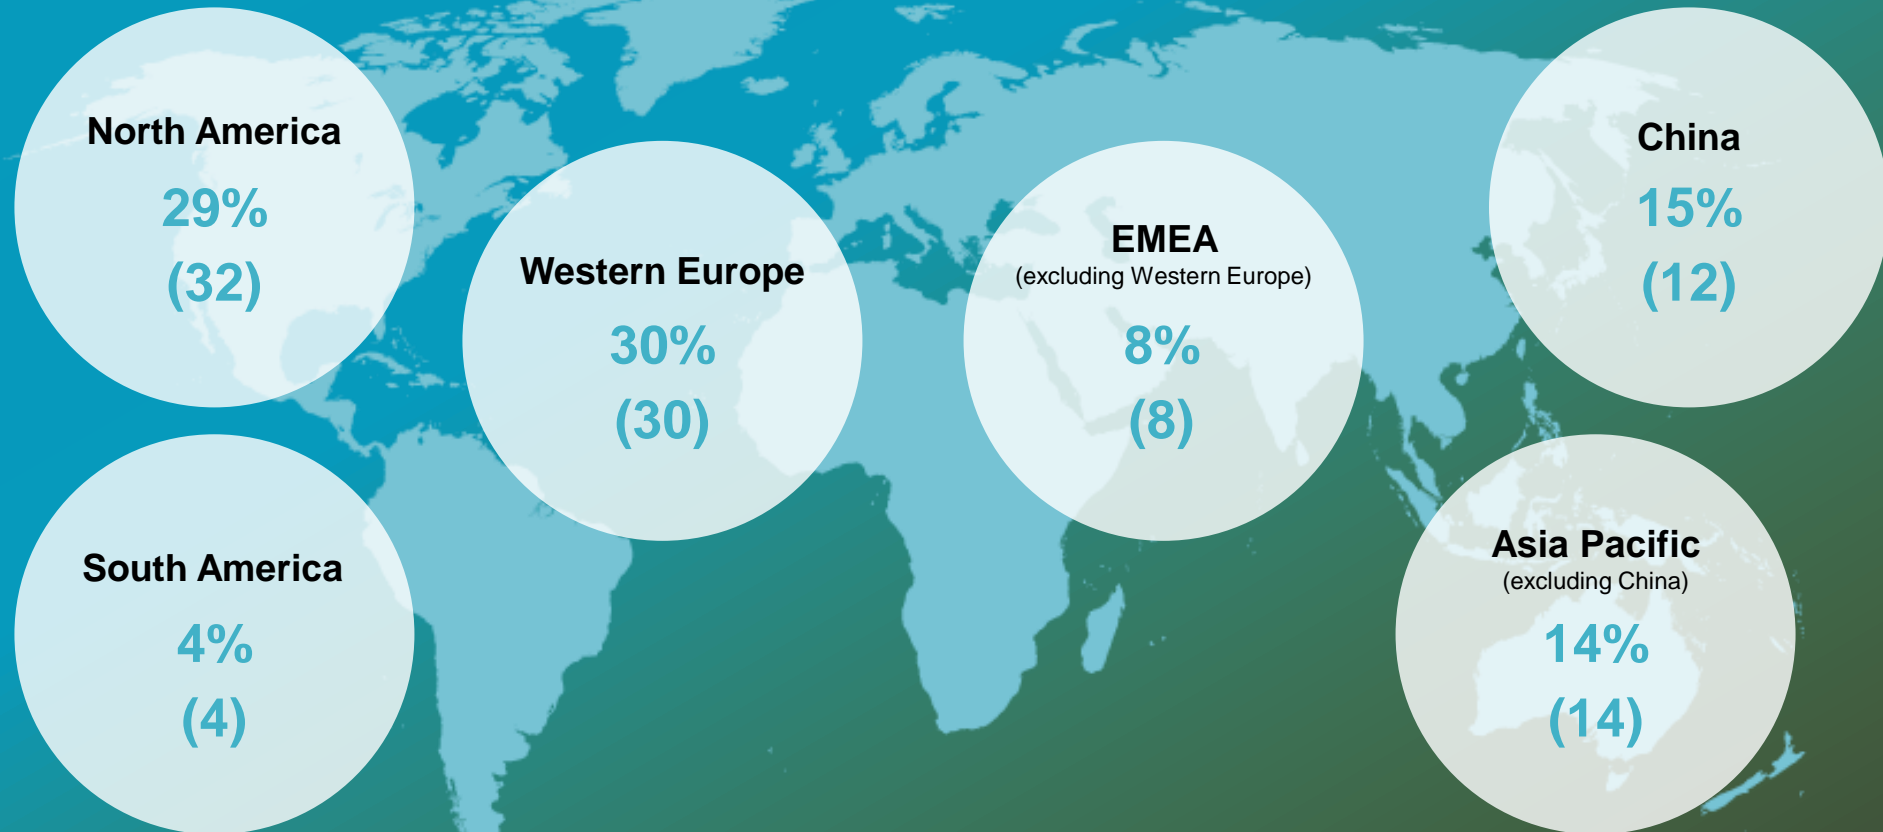 North America
29%
(32)
Western Europe
30%
(30)
EMEA
(excluding Western Europe)
8%
(8)
China
15%
(12)
South America
4%
(4)
Asia Pacific
(excluding China)
14%
(14)